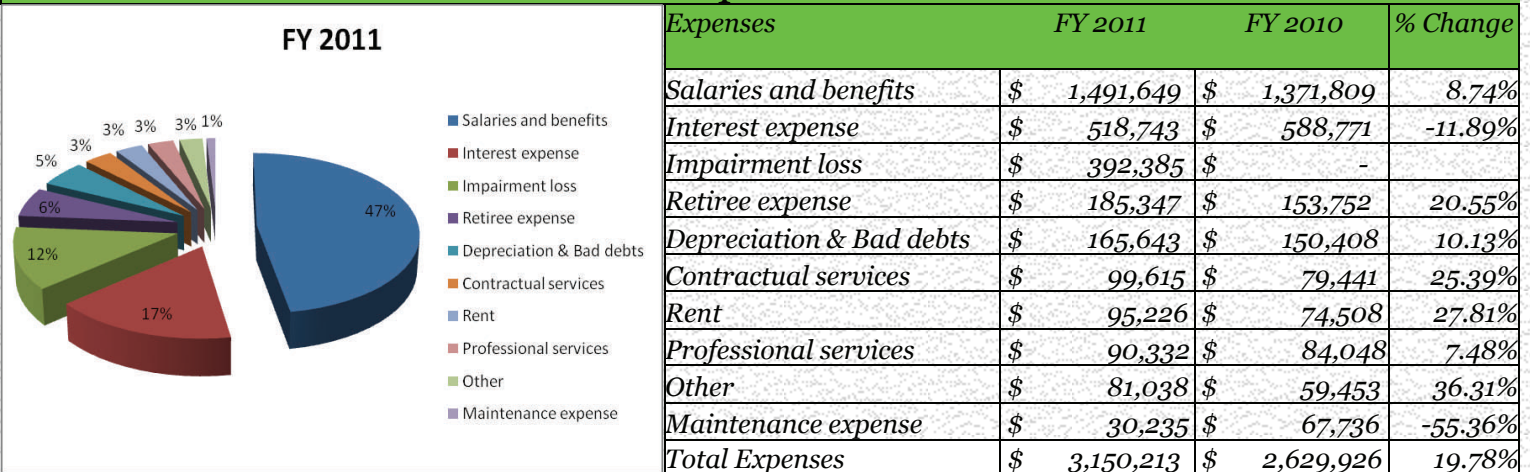 FY 2011
3% 3% 3% 1%
3%
5%
6%
47%
12%
17%
Salaries and benefits
Interest expense
Impairment loss
Retiree expense
Depreciation & Bad debts
Contractual services
Rent
Professional services
Other
Maintenance expense
Expenses FY 2011 FY 2010 % Change
Salaries and benefits $ 1,491,649 $ 1,371,809 8.74%
Interest expense $ 518,743 $ 588,771 -11.89%
Impairment loss $ 392,385 $ -
Retiree expense $ 185,347 $ 153,752 20.55%
Depreciation & Bad debts $ 165,643 $ 150,408 10.13%
Contractual services $ 99,615 $ 79,441 25.39%
Rent $ 95,226 $ 74,508 27.81%
Professional services $ 90,332 $ 84,048 7.48%
Other $ 81,038 $ 59,453 36.31%
Maintenance expense $ 30,235 $ 67,736 -55.36%
Total Expenses $ 3,150,213 $ 2,629,926 19.78%